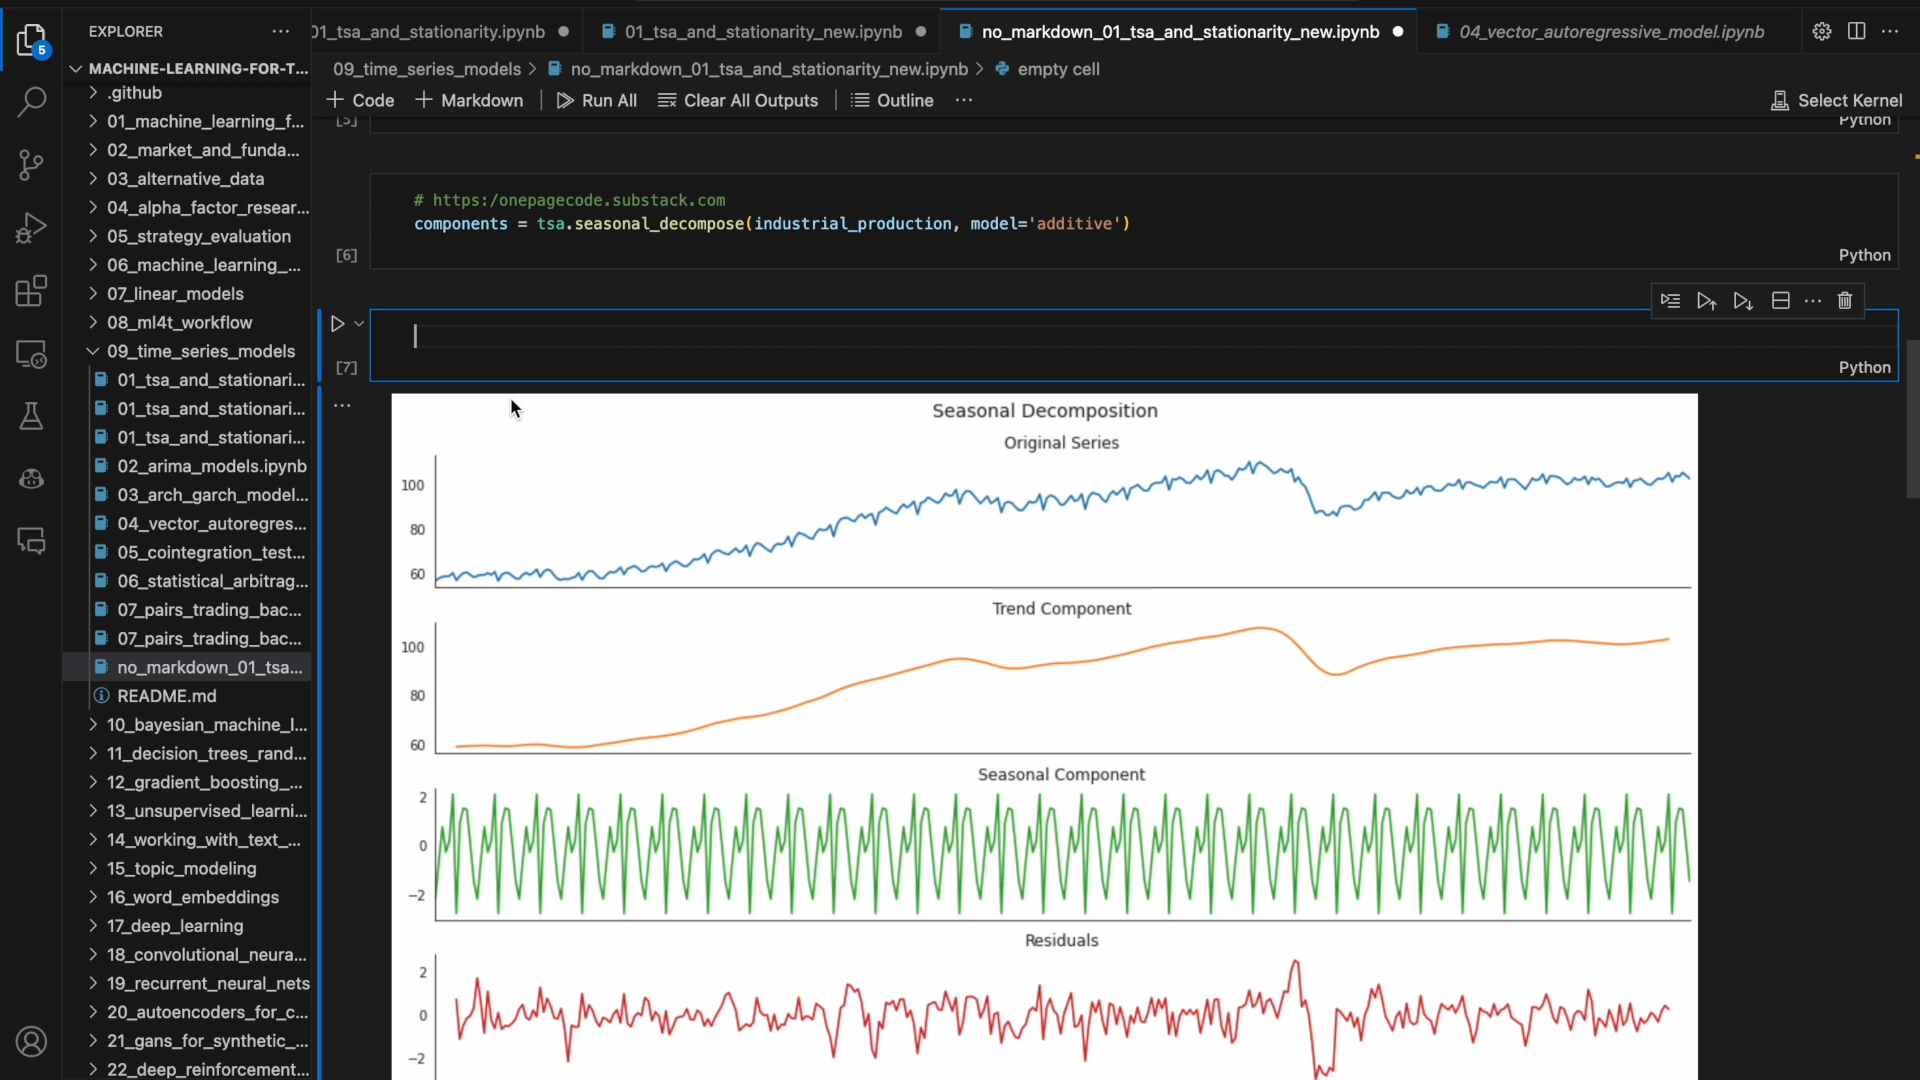 EXPLORER
01_tsa_and_stationarity.ipynb
01_tsa_and_stationarity_new.ipynb
no_markdown_01_tsa_and_stationarity_new.ipynb
04_vector_autoregressive_model.ipynb
5
MACHINE-LEARNING-FOR-T...
09_time_series_models > no_markdown_01_tsa_and_stationarity_new.ipynb > empty cell
Code
Markdown
Run All
Clear All Outputs
Outline
Select Kernel
.github
01_machine_learning_f...
02_market_and_funda...
03_alternative_data
04_alpha_factor_resear...
05_strategy_evaluation
06_machine_learning_...
07_linear_models
08_ml4t_workflow
09_time_series_models
01_tsa_and_stationari...
01_tsa_and_stationari...
01_tsa_and_stationari...
02_arima_models.ipynb
03_arch_garch_model...
04_vector_autoregres...
05_cointegration_test...
06_statistical_arbitrag...
07_pairs_trading_bac...
07_pairs_trading_bac...
no_markdown_01_tsa...
README.md
10_bayesian_machine_l...
11_decision_trees_rand...
12_gradient_boosting_...
13_unsupervised_learni...
14_working_with_text_...
15_topic_modeling
16_word_embeddings
17_deep_learning
18_convolutional_neura...
19_recurrent_neural_nets
20_autoencoders_for_c...
21_gans_for_synthetic_...
22_deep_reinforcement...
[5]
Python
# https:/onepagecode.substack.com
components = tsa.seasonal_decompose(industrial_production, model='additive')
[6]
Python
[7]
Python
Seasonal Decomposition
Original Series
100
80
60
Trend Component
100
80
60
Seasonal Component
2
0
−2
Residuals
2
0
−2